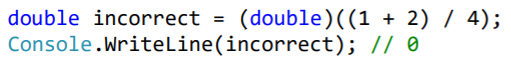 double incorrect = (double)((1 + 2) / 4);
Console.WriteLine(incorrect); // 0